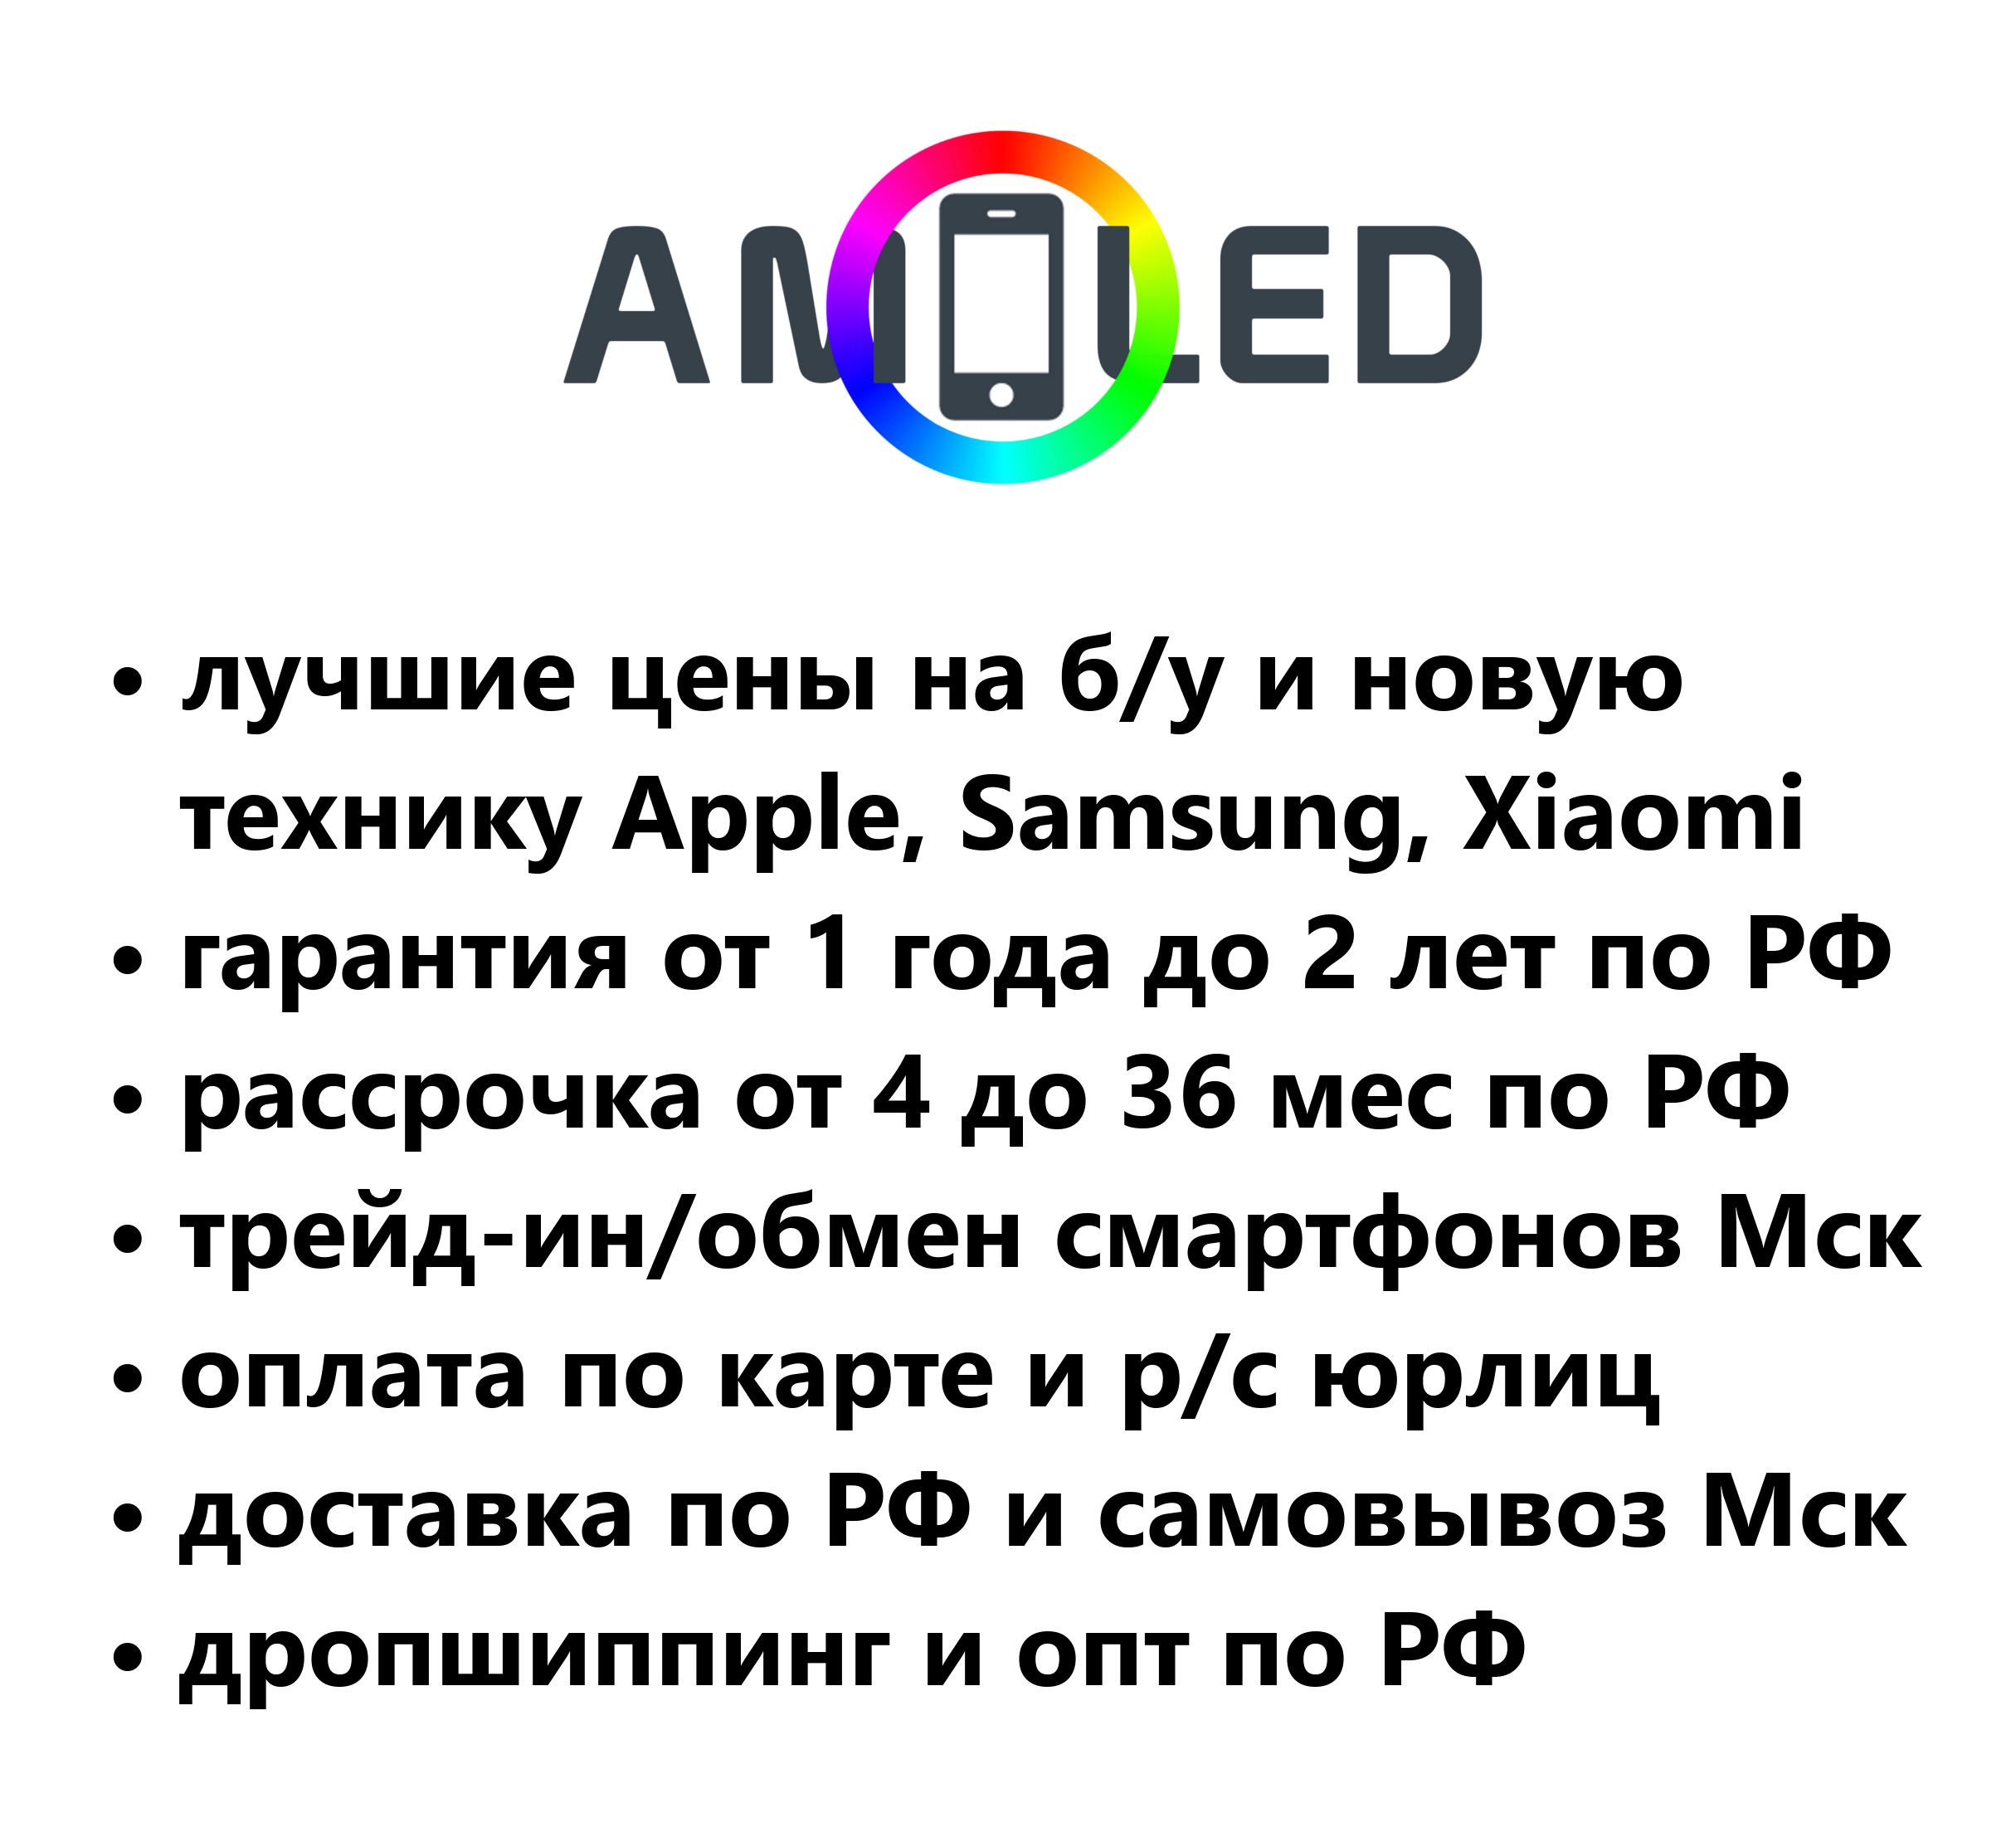 AMOLED
• лучшие цены на б/у и новую
технику Apple, Samsung, Xiaomi
• гарантия от 1 года до 2 лет по РФ
• рассрочка от 4 до 36 мес по РФ
• трейд-ин/обмен смартфонов Мск
• оплата по карте и р/с юрлиц
• доставка по РФ и самовывоз Мск
• дропшиппинг и опт по РФ